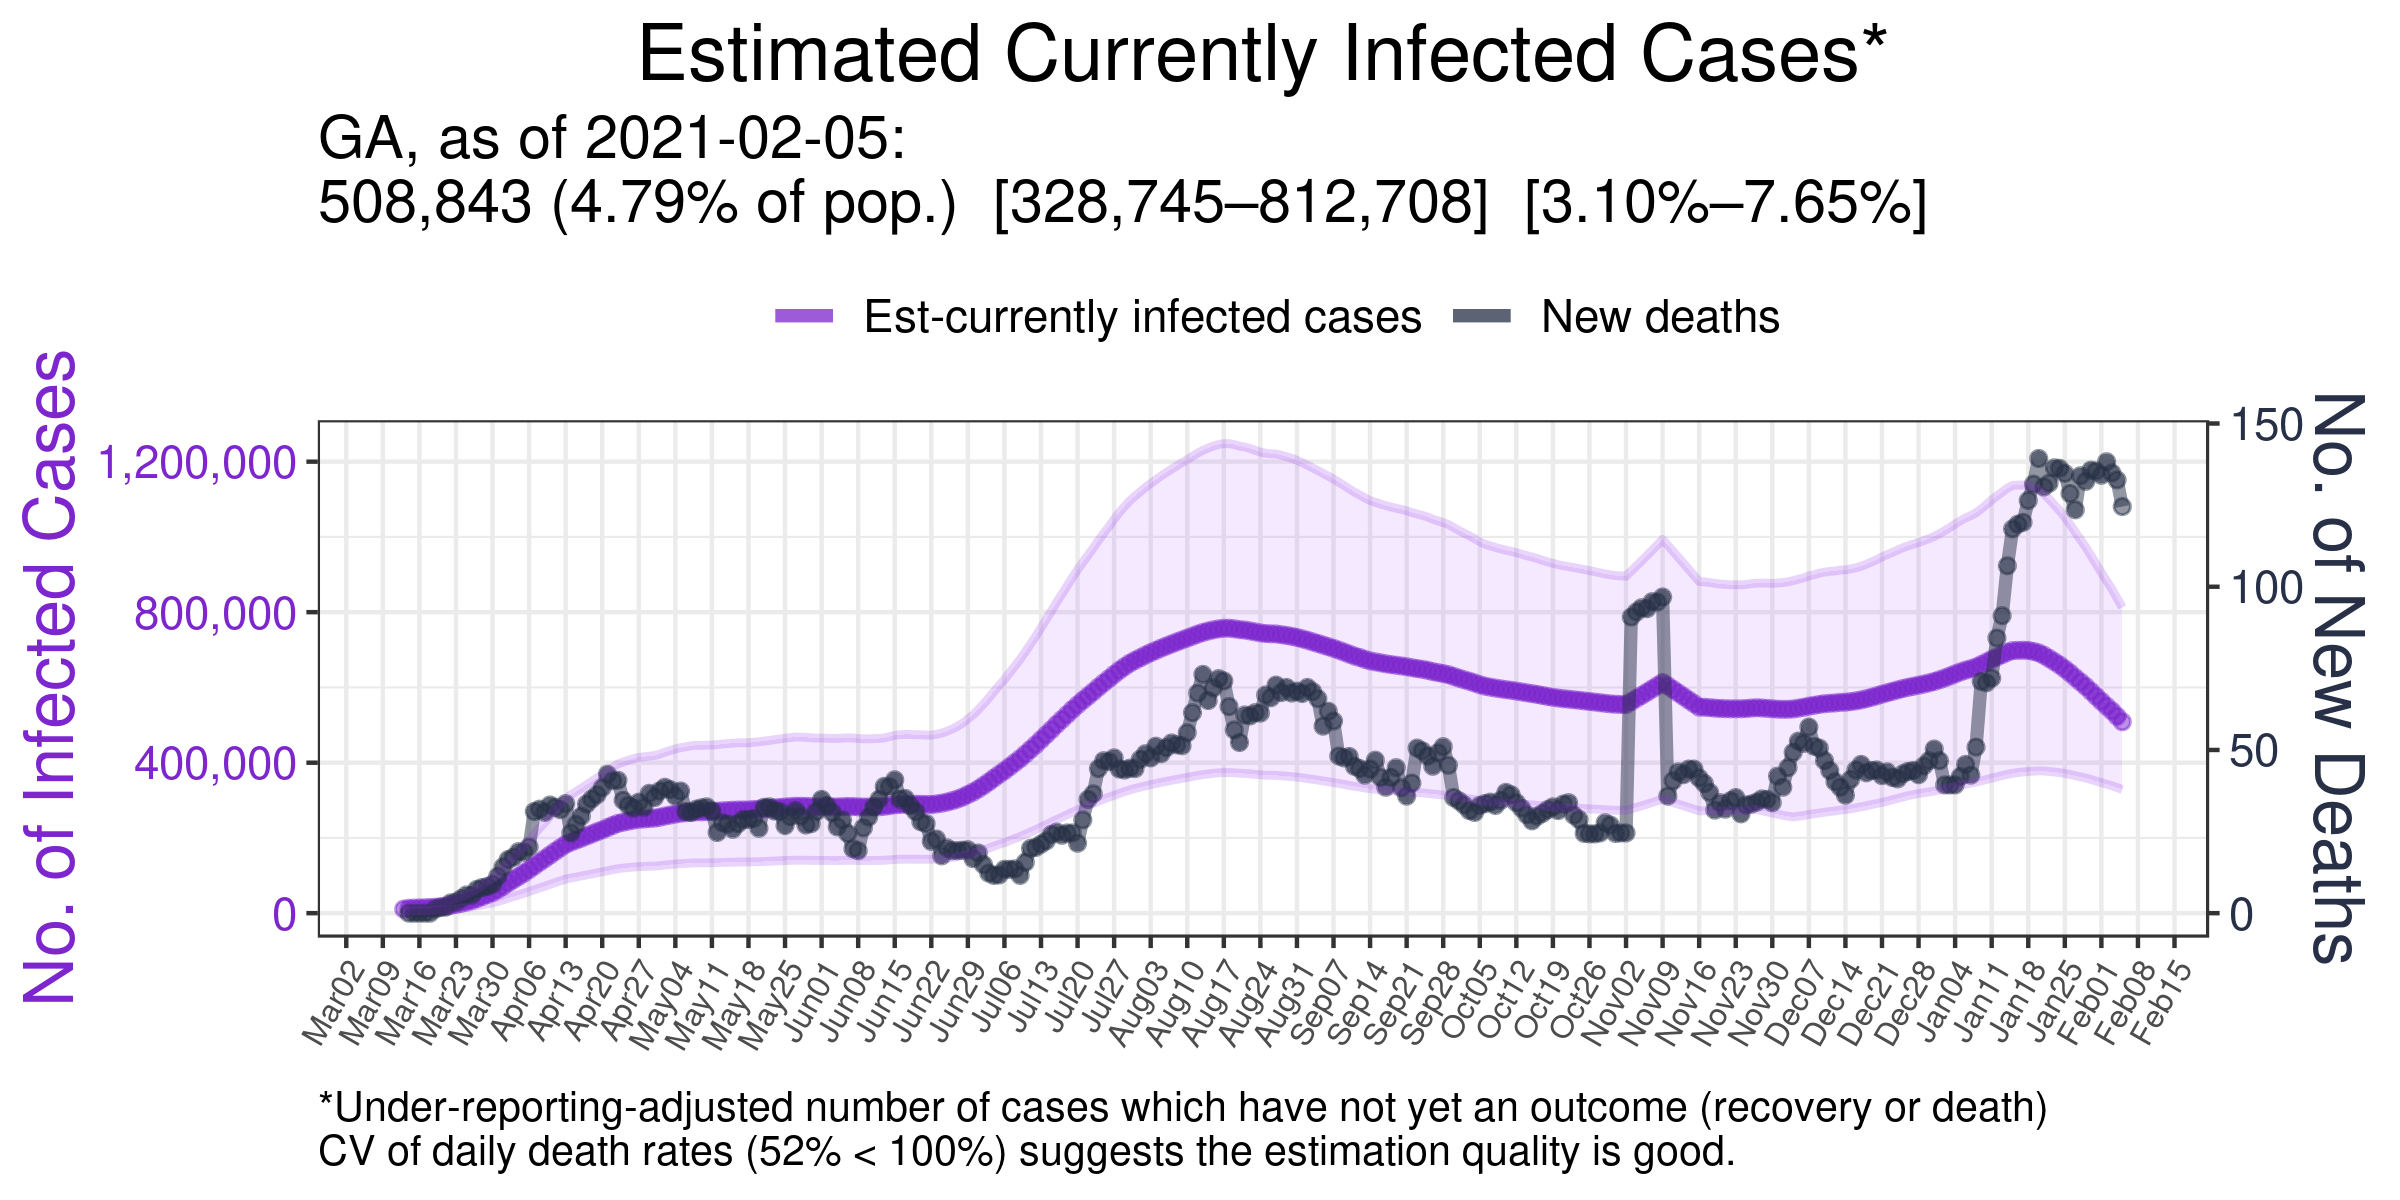 Estimated Currently Infected Cases*
GA, as of 2021-02-05:
508,843 (4.79% of pop.)  [328,745–812,708]  [3.10%–7.65%]
Est-currently infected cases
New deaths
No. of Infected Cases
1,200,000
800,000
400,000
0
150
100
50
0
No. of New Deaths
Mar02
Mar09
Mar16
Mar23
Mar30
Apr06
Apr13
Apr20
Apr27
May04
May11
May18
May25
Jun01
Jun08
Jun15
Jun22
Jun29
Jul06
Jul13
Jul20
Jul27
Aug03
Aug10
Aug17
Aug24
Aug31
Sep07
Sep14
Sep21
Sep28
Oct05
Oct12
Oct19
Oct26
Nov02
Nov09
Nov16
Nov23
Nov30
Dec07
Dec14
Dec21
Dec28
Jan04
Jan11
Jan18
Jan25
Feb01
Feb08
Feb15
*Under-reporting-adjusted number of cases which have not yet an outcome (recovery or death)
CV of daily death rates (52% < 100%) suggests the estimation quality is good.